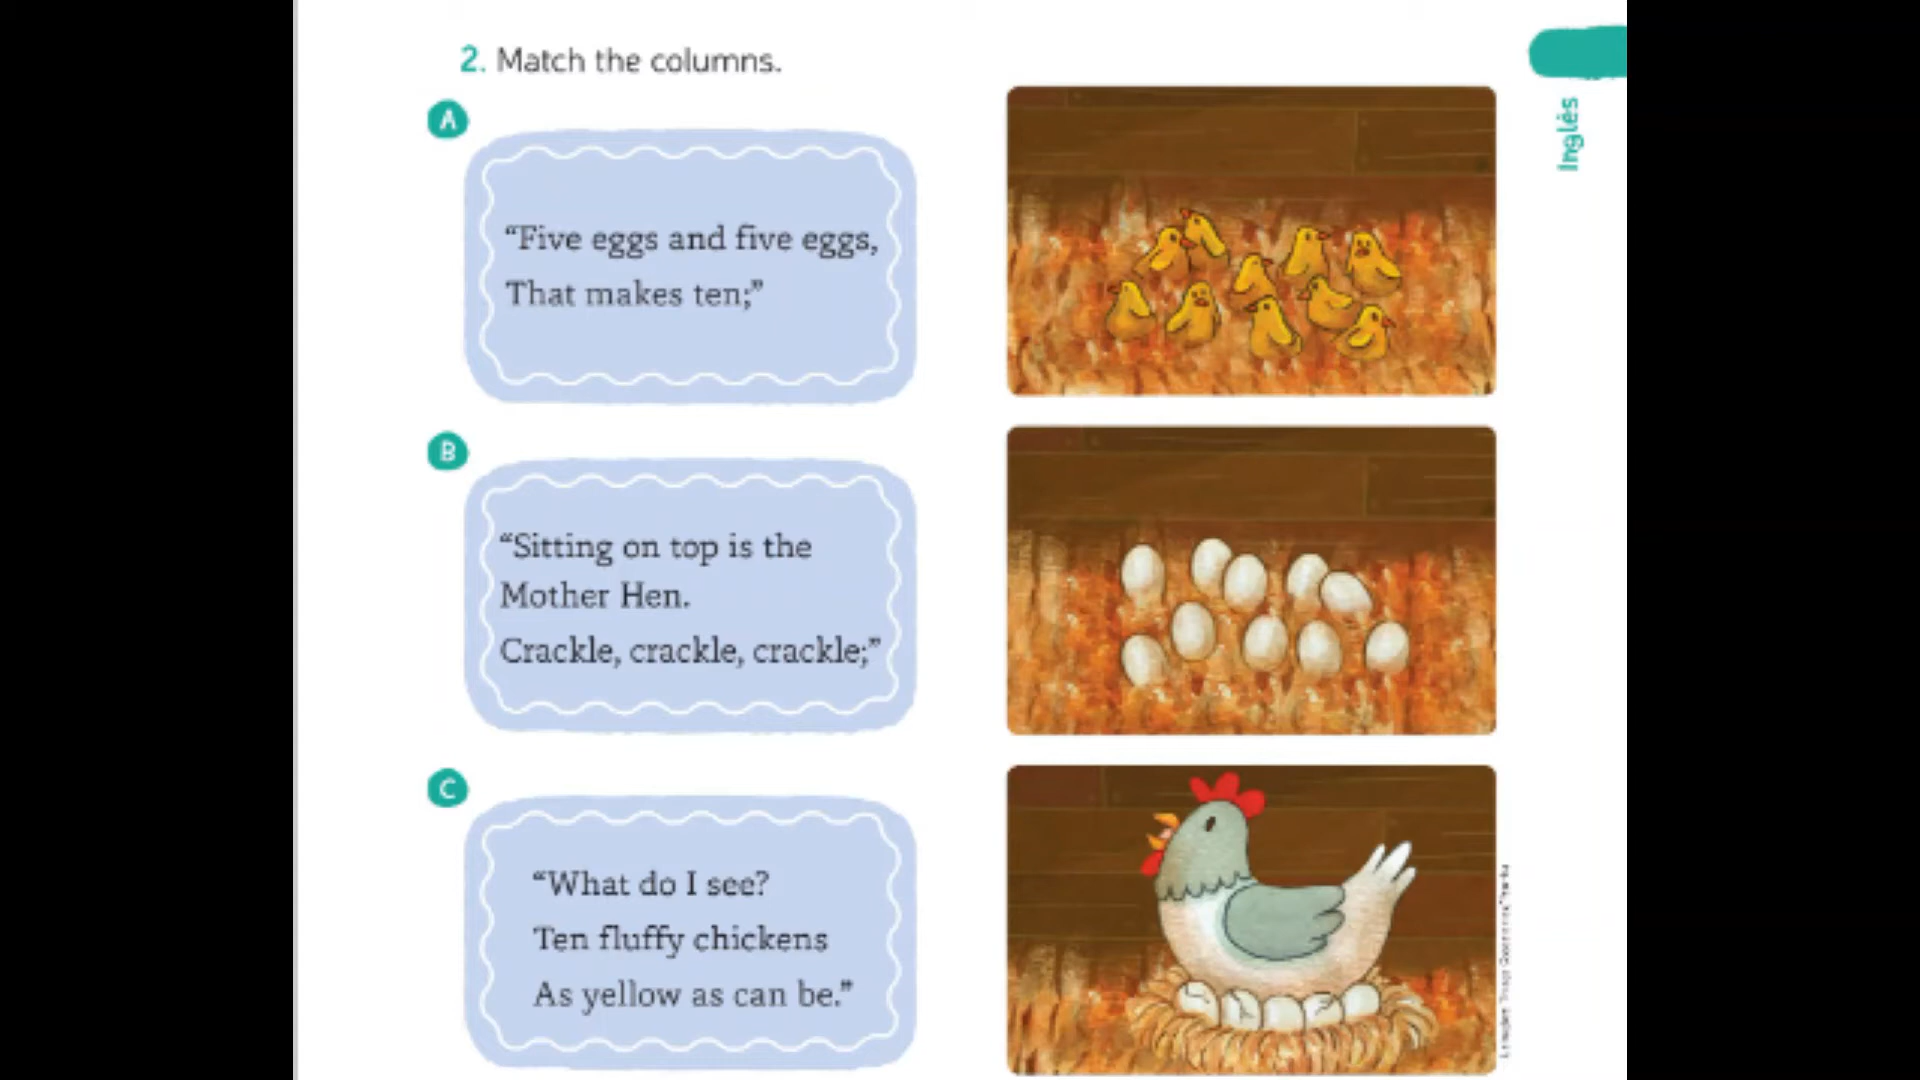 2. Match the columns.
Inglés
A
“Five eggs and five eggs,
That makes ten;”
B
“Sitting on top is the
Mother Hen.
Crackle, crackle, crackle;”
C
“What do I see?
Ten fluffy chickens
As yellow as can be.”